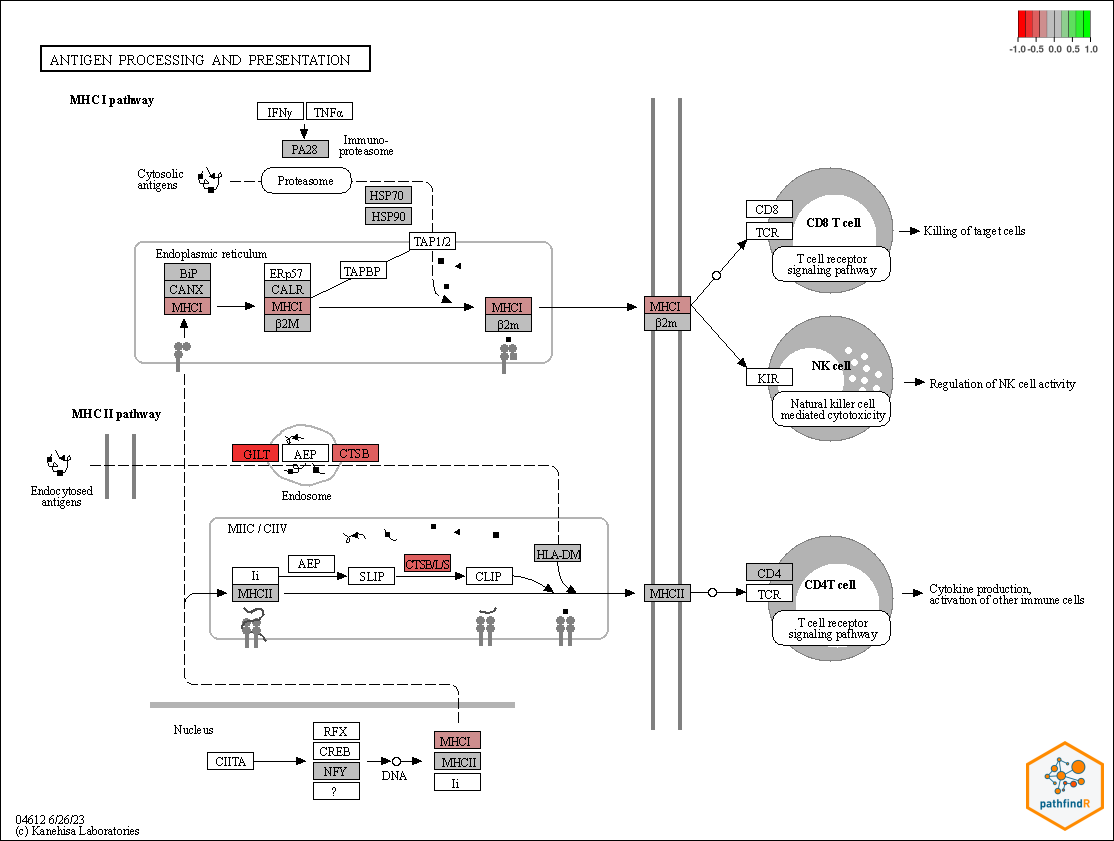 -1.0 -0.5 0.0 0.5 1.0
ANTIGEN PROCESSING AND PRESENTATION
MHC I pathway
IFNγ
TNFα
PA28
Immuno-
proteasome
Cytosolic
antigens
Proteasome
HSP70
HSP90
TAP1/2
Endoplasmic reticulum
BiP
CANX
MHCI
ERp57
CALR
MHCI
β2M
TAPBP
MHCI
β2m
MHCI
β2m
CD8
TCR
CD8 T cell
T cell receptor
signaling pathway
Killing of target cells
KIR
NK cell
Natural killer cell
mediated cytotoxicity
Regulation of NK cell activity
MHC II pathway
Endocytosed
antigens
GILT
AEP
CTSB
Endosome
MIIC / CIIV
Ii
MHCII
AEP
SLIP
CTSB/L/S
CLIP
HLA-DM
MHCII
CD4
TCR
CD4T cell
T cell receptor
signaling pathway
Cytokine production,
activation of other immune cells
Nucleus
CIITA
RFX
CREB
NFY
?
DNA
MHCI
MHCII
Ii
04612 6/26/23
(c) Kanehisa Laboratories
pathfindR